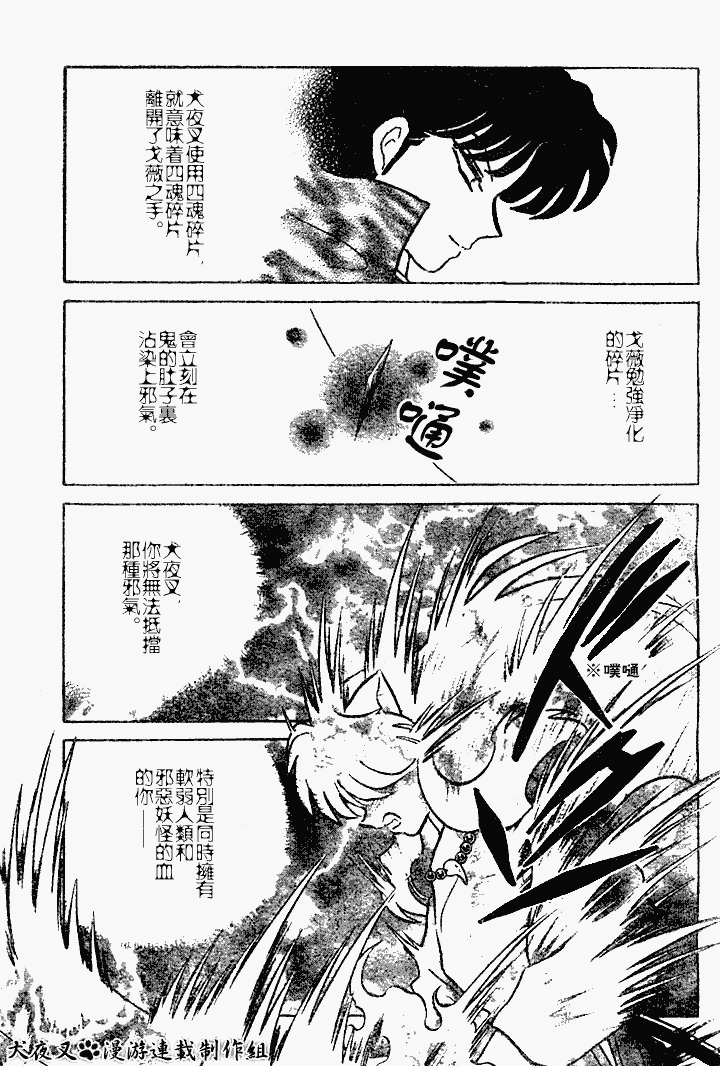 犬夜叉使用四魂碎片，
就意味着四魂碎片
離開了戈薇之手。
戈薇勉強淨化
的碎片…
噗嗵
會立刻在
鬼的肚子裏
沾染上邪氣。
犬夜叉，
你將無法抵擋
那種邪氣。
※噗嗵
特別是同時擁有
軟弱人類和
邪惡妖怪的血
的你——
犬夜叉漫游連載制作組